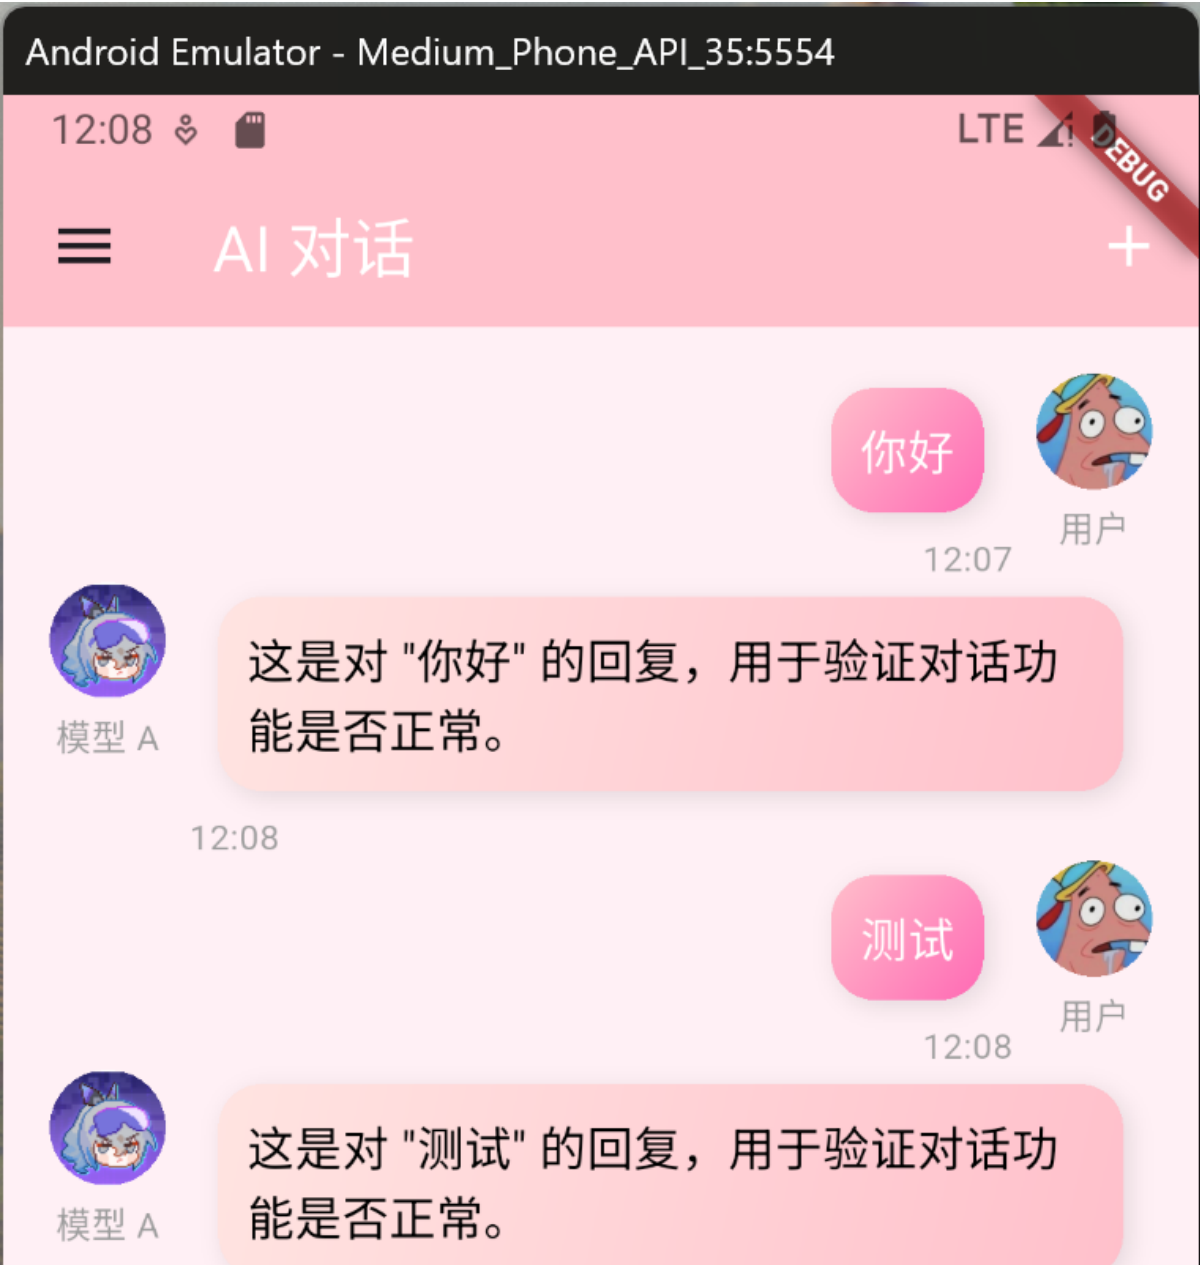 Android Emulator - Medium_Phone_API_35:5554
12:08 LTE
DEBUG
AI 对话
你好
用户
12:07
这是对 "你好" 的回复，用于验证对话功
能是否正常。
模型 A
12:08
测试
用户
12:08
这是对 "测试" 的回复，用于验证对话功
能是否正常。
模型 A